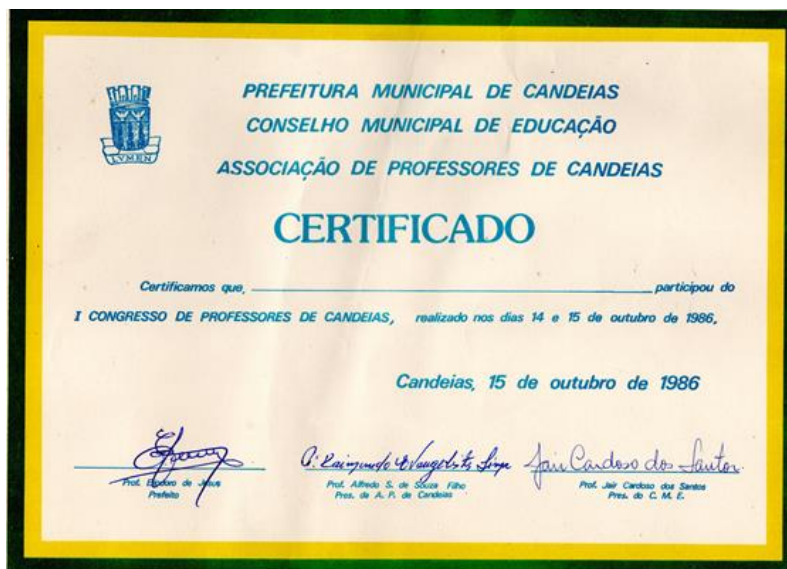 PREFEITURA MUNICIPAL DE CANDEIAS
CONSELHO MUNICIPAL DE EDUCAÇÃO
ASSOCIAÇÃO DE PROFESSORES DE CANDEIAS
LVMEN
CERTIFICADO
Certificamos que, participou do
I CONGRESSO DE PROFESSORES DE CANDEIAS, realizado nos dias 14 e 15 de outubro de 1986.
Candeias, 15 de outubro de 1986
Raimundo Evangelista Jair Cardoso dos Santos
Prof. de Jesus Prof. Alfredo S. de Souza Filho Prof. Jair Cardoso dos Santos
Prefeito Pres. da A. P. de Candeias Pres. do C. M. E.